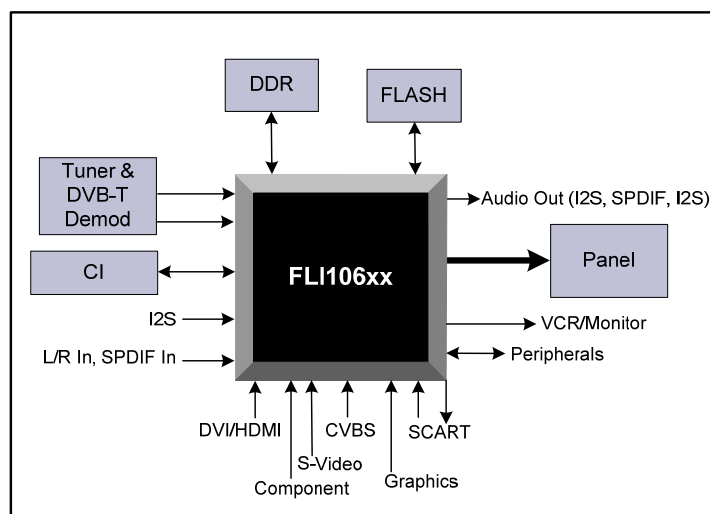 DDR
FLASH
Tuner &
DVB-T
Demod
Audio Out (I2S, SPDIF, I2S)
CI
FLI106xx
Panel
I2S
VCR/Monitor
L/R In, SPDIF In
Peripherals
DVI/HDMI
CVBS
SCART
S-Video
Component
Graphics